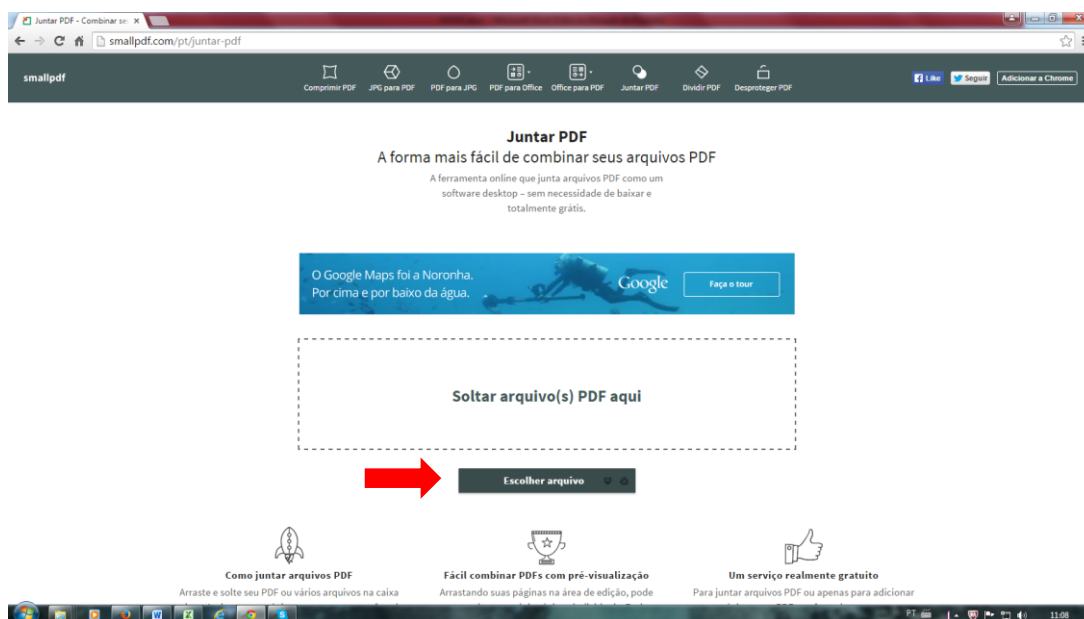 Juntar PDF - Combinar se
smallpdf.com/pt/juntar-pdf
smallpdf
Comprimir PDF JPG para PDF PDF para JPG PDF para Office Office para PDF Juntar PDF Dividir PDF Desproteger PDF
Like Seguir Adicionar a Chrome
Juntar PDF
A forma mais fácil de combinar seus arquivos PDF
A ferramenta online que junta arquivos PDF como um
software desktop – sem necessidade de baixar e
totalmente grátis.
O Google Maps foi a Noronha.
Por cima e por baixo da água.
Google
Faça o tour
Soltar arquivo(s) PDF aqui
Escolher arquivo
Como juntar arquivos PDF
Arraste e solte seu PDF ou vários arquivos na caixa
Fácil combinar PDFs com pré-visualização
Arrastando suas páginas na área de edição, pode
Um serviço realmente gratuito
Para juntar arquivos PDF ou apenas para adicionar
PT
11:08